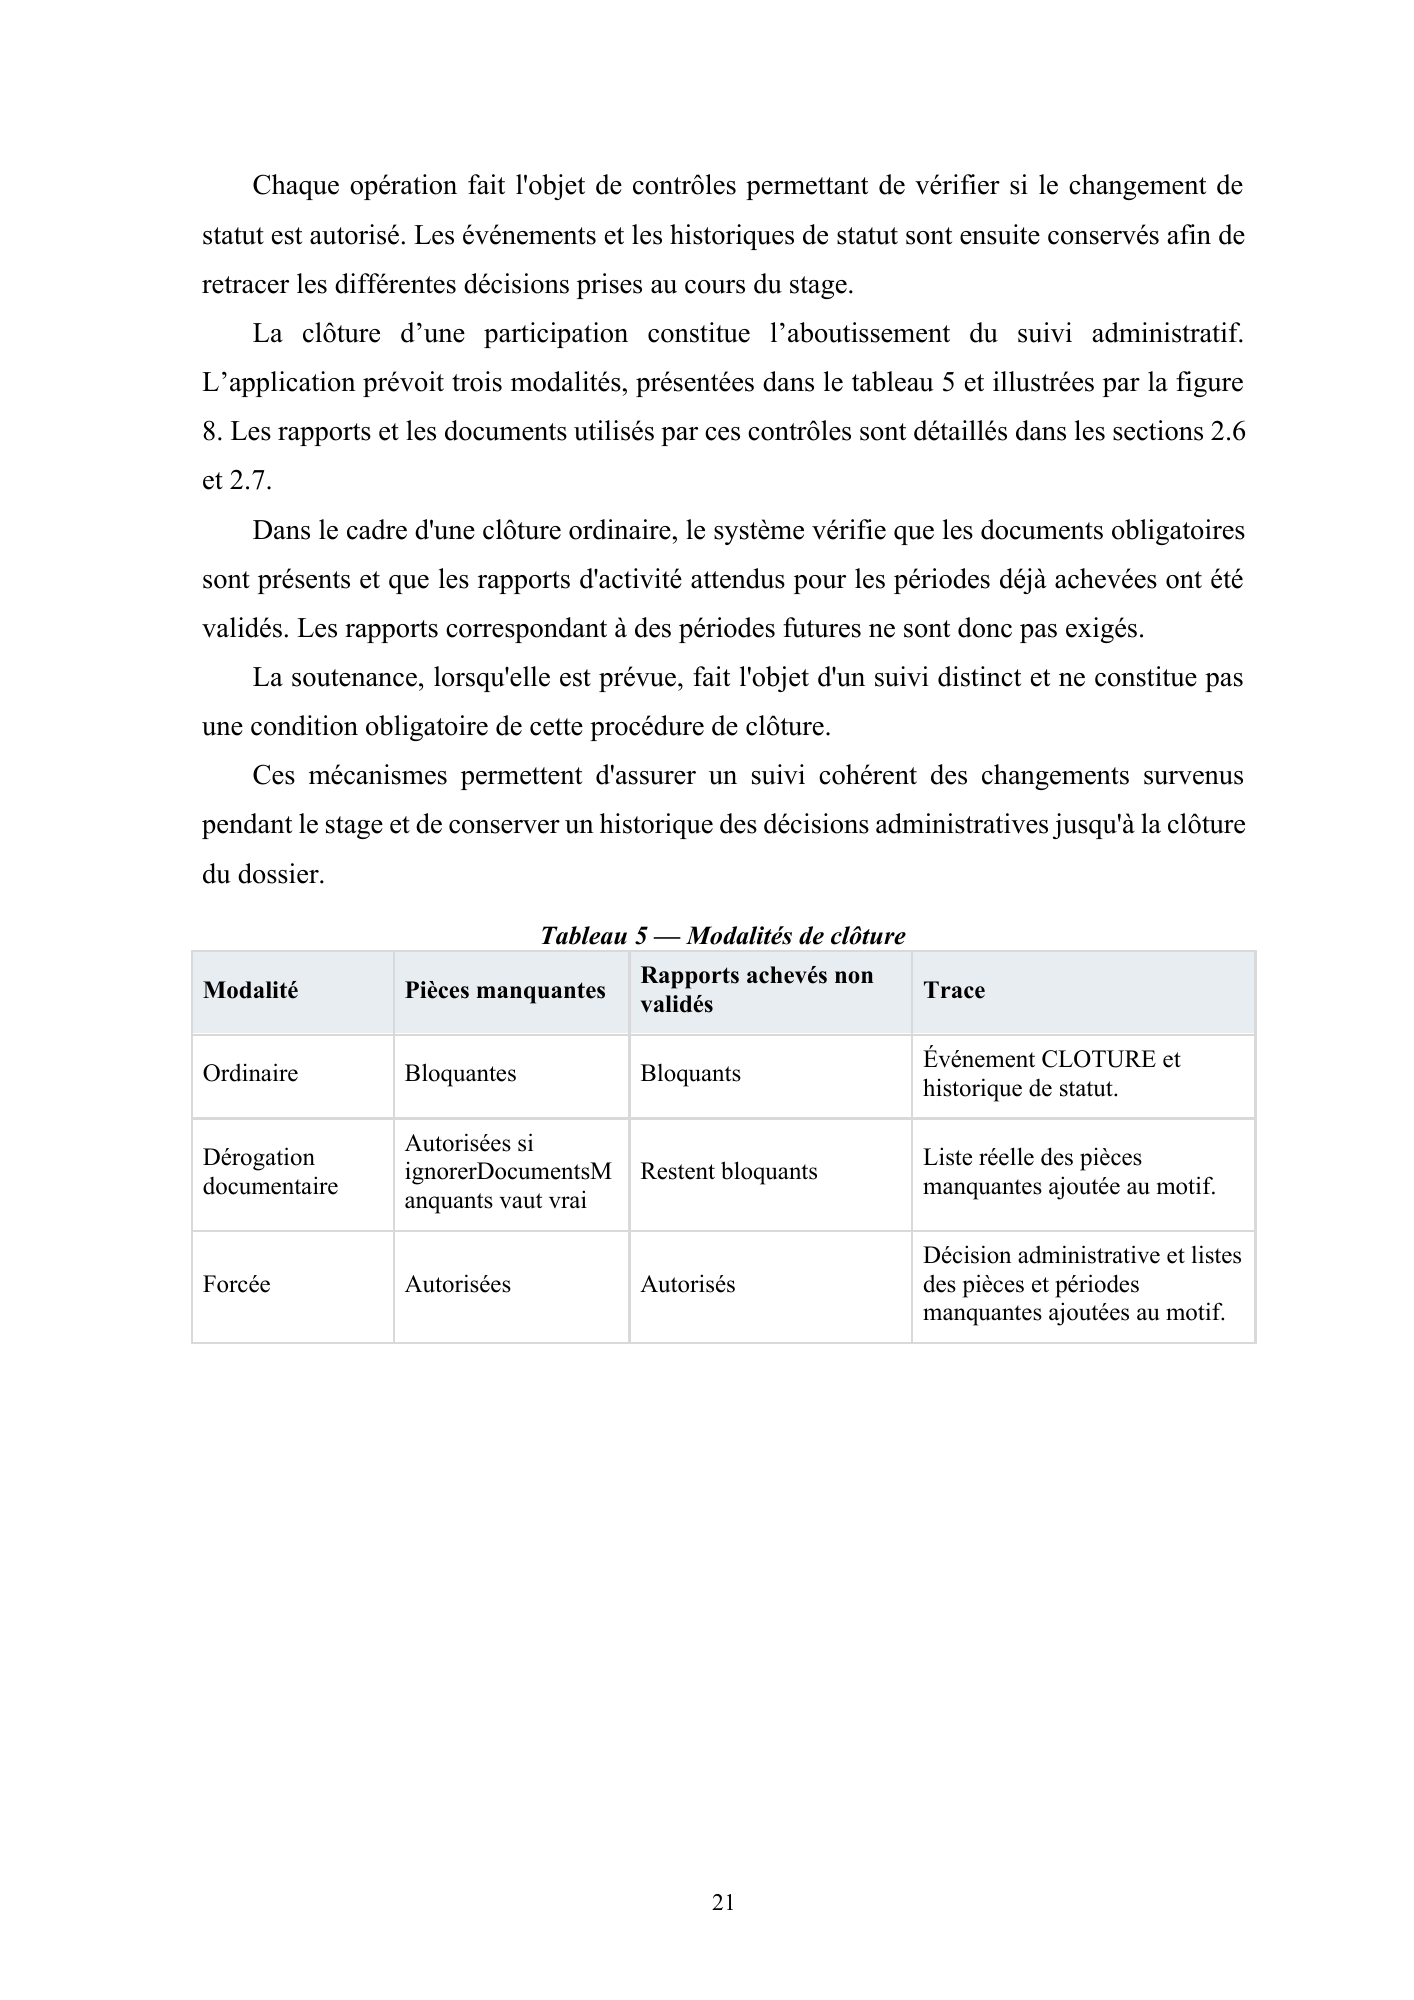 Chaque opération fait l'objet de contrôles permettant de vérifier si le changement de
statut est autorisé. Les événements et les historiques de statut sont ensuite conservés afin de
retracer les différentes décisions prises au cours du stage.
La clôture d’une participation constitue l’aboutissement du suivi administratif.
L’application prévoit trois modalités, présentées dans le tableau 5 et illustrées par la figure
8. Les rapports et les documents utilisés par ces contrôles sont détaillés dans les sections 2.6
et 2.7.
Dans le cadre d'une clôture ordinaire, le système vérifie que les documents obligatoires
sont présents et que les rapports d'activité attendus pour les périodes déjà achevées ont été
validés. Les rapports correspondant à des périodes futures ne sont donc pas exigés.
La soutenance, lorsqu'elle est prévue, fait l'objet d'un suivi distinct et ne constitue pas
une condition obligatoire de cette procédure de clôture.
Ces mécanismes permettent d'assurer un suivi cohérent des changements survenus
pendant le stage et de conserver un historique des décisions administratives jusqu'à la clôture
du dossier.
Tableau 5 — Modalités de clôture
Modalité
Pièces manquantes
Rapports achevés non
validés
Trace
Ordinaire
Bloquantes
Bloquants
Événement CLOTURE et
historique de statut.
Dérogation
documentaire
Autorisées si
ignorerDocumentsM
anquants vaut vrai
Restent bloquants
Liste réelle des pièces
manquantes ajoutée au motif.
Forcée
Autorisées
Autorisés
Décision administrative et listes
des pièces et périodes
manquantes ajoutées au motif.
21